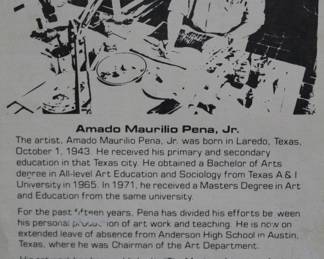 Amado Maurilio Pena, Jr.
The artist, Amado Maurilio Pena, Jr. was born in Laredo, Texas,
October 1, 1943. He received his primary and secondary
education in that Texas city. He obtained a Bachelor of Arts
degree in All-level Art Education and Sociology from Texas A & I
University in 1965. In 1971, he received a Masters Degree in Art
and Education from the same university.
For the past fifteen years, Pena has divided his efforts between
his personal production of art work and teaching. He is now on
extended leave of absence from Anderson High School in Austin,
Texas, where he was Chairman of the Art Department.